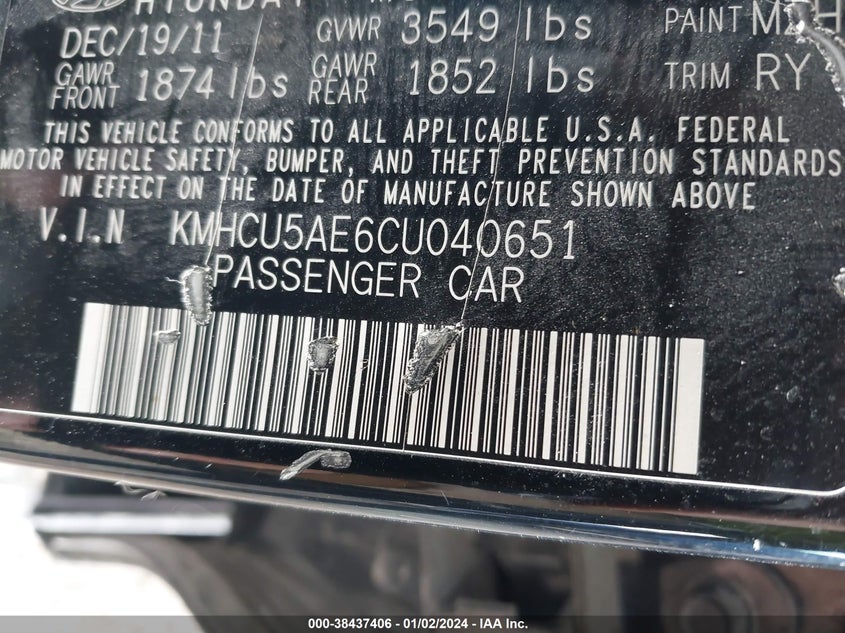 HYUNDAI
DEC/19/11 GVWR 3549 lbs PAINT
GAWR FRONT 1874 lbs GAWR REAR 1852 lbs TRIM RY
THIS VEHICLE CONFORMS TO ALL APPLICABLE U.S.A. FEDERAL
MOTOR VEHICLE SAFETY, BUMPER, AND THEFT PREVENTION STANDARDS
IN EFFECT ON THE DATE OF MANUFACTURE SHOWN ABOVE
V.I.N KMHCU5AE6CU040651
PASSENGER CAR
000-38437406 - 01/02/2024 - IAA Inc.